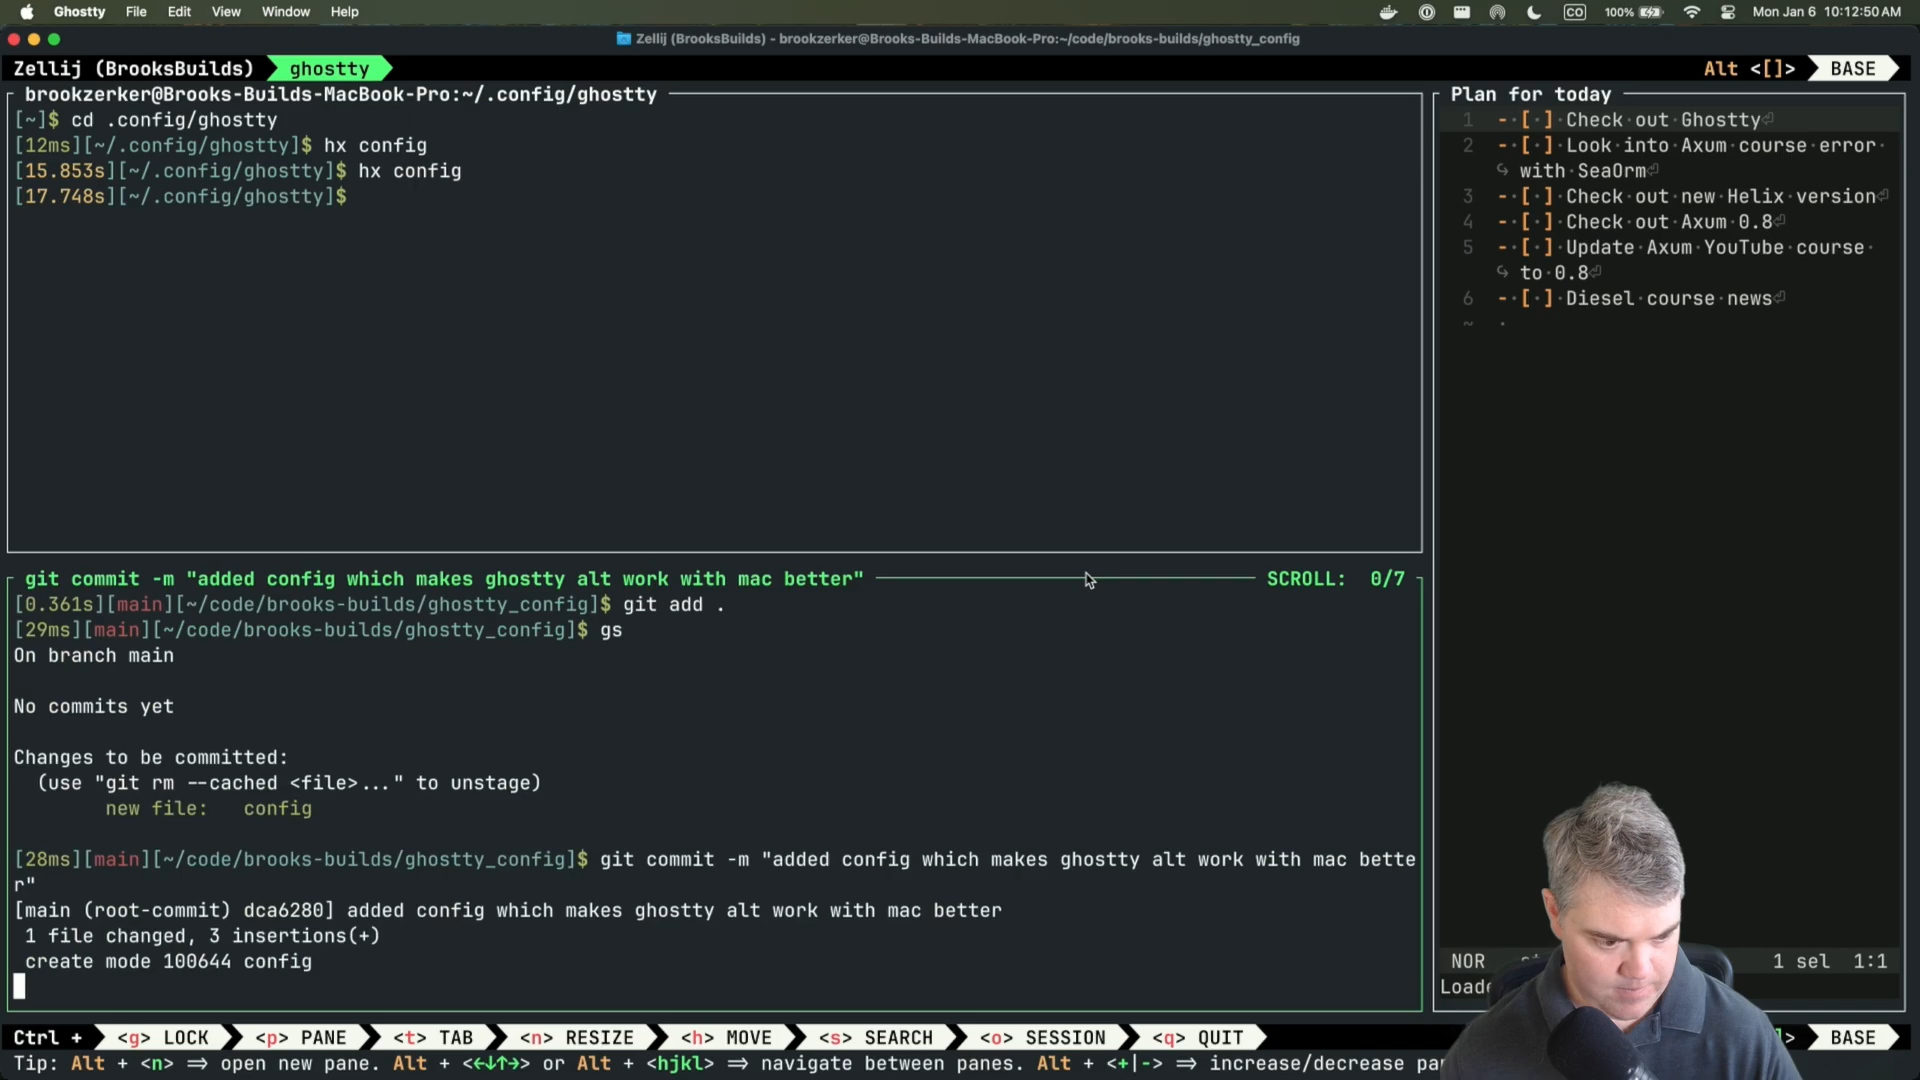 Ghostty File Edit View Window Help
CO 100% Mon Jan 6 10:12:50 AM
Zellij (BrooksBuilds) - brookzerker@Brooks-Builds-MacBook-Pro:~/code/brooks-builds/ghostty_config
Zellij (BrooksBuilds) ghostty
Alt <[]> BASE
brookzerker@Brooks-Builds-MacBook-Pro:~/.config/ghostty
[~]$ cd .config/ghostty
[12ms][~/.config/ghostty]$ hx config
[15.853s][~/.config/ghostty]$ hx config
[17.748s][~/.config/ghostty]$
Plan for today
1 -·[·]·Check·out·Ghostty⏎
2 -·[·]·Look·into·Axum·course·error·
↪ with·SeaOrm⏎
3 -·[·]·Check·out·new·Helix·version⏎
4 -·[·]·Check·out·Axum·0.8⏎
5 -·[·]·Update·Axum·YouTube·course·
↪ to·0.8⏎
6 -·[·]·Diesel·course·news⏎
~
git commit -m "added config which makes ghostty alt work with mac better" SCROLL: 0/7
[0.361s][main][~/code/brooks-builds/ghostty_config]$ git add .
[29ms][main][~/code/brooks-builds/ghostty_config]$ gs
On branch main
No commits yet
Changes to be committed:
(use "git rm --cached <file>..." to unstage)
new file: config
[28ms][main][~/code/brooks-builds/ghostty_config]$ git commit -m "added config which makes ghostty alt work with mac bette
r"
[main (root-commit) dca6280] added config which makes ghostty alt work with mac better
1 file changed, 3 insertions(+)
create mode 100644 config
NOR 1 sel 1:1
Loade
Ctrl + <g> LOCK <p> PANE <t> TAB <n> RESIZE <h> MOVE <s> SEARCH <o> SESSION <q> QUIT
> BASE
Tip: Alt + <n> => open new pane. Alt + <←↓↑→> or Alt + <hjkl> => navigate between panes. Alt + <+|-> => increase/decrease pa